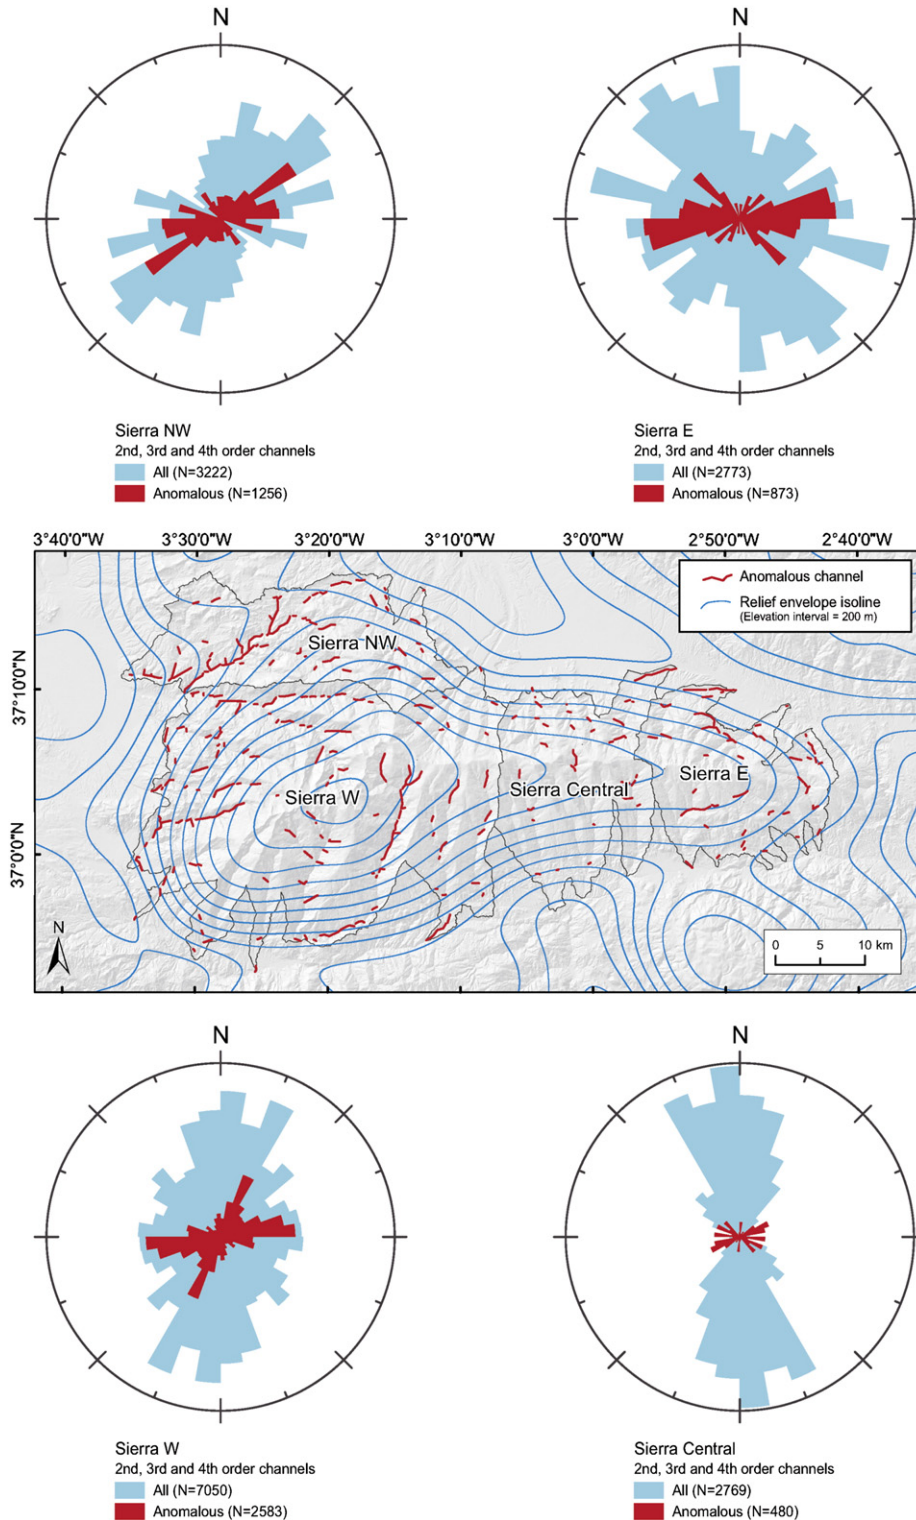 N
N
Sierra NW
2nd, 3rd and 4th order channels
All (N=3222)
Anomalous (N=1256)
Sierra E
2nd, 3rd and 4th order channels
All (N=2773)
Anomalous (N=873)
3°40'0"W 3°30'0"W 3°20'0"W 3°10'0"W 3°0'0"W 2°50'0"W 2°40'0"W
Anomalous channel
Relief envelope isoline
(Elevation interval = 200 m)
37°10'0"N
37°0'0"N
Sierra NW
Sierra W
Sierra Central
Sierra E
N
0 5 10 km
N
N
Sierra W
2nd, 3rd and 4th order channels
All (N=7050)
Anomalous (N=2583)
Sierra Central
2nd, 3rd and 4th order channels
All (N=2769)
Anomalous (N=480)